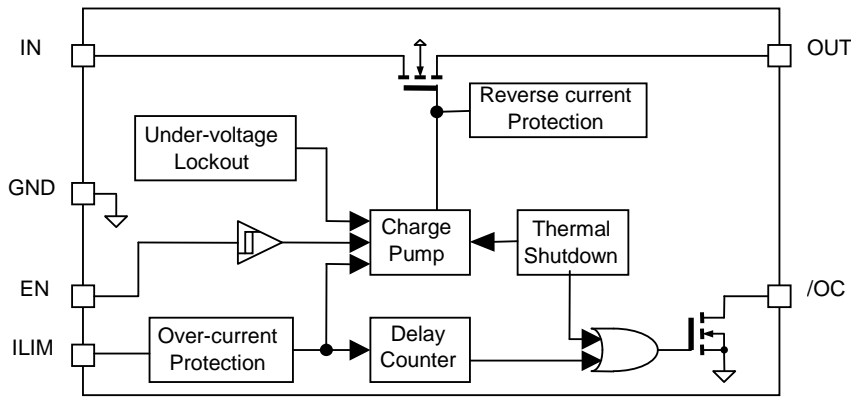 IN
OUT
Reverse current
Protection
Under-voltage
Lockout
GND
Charge
Pump
Thermal
Shutdown
EN
/OC
ILIM
Over-current
Protection
Delay
Counter